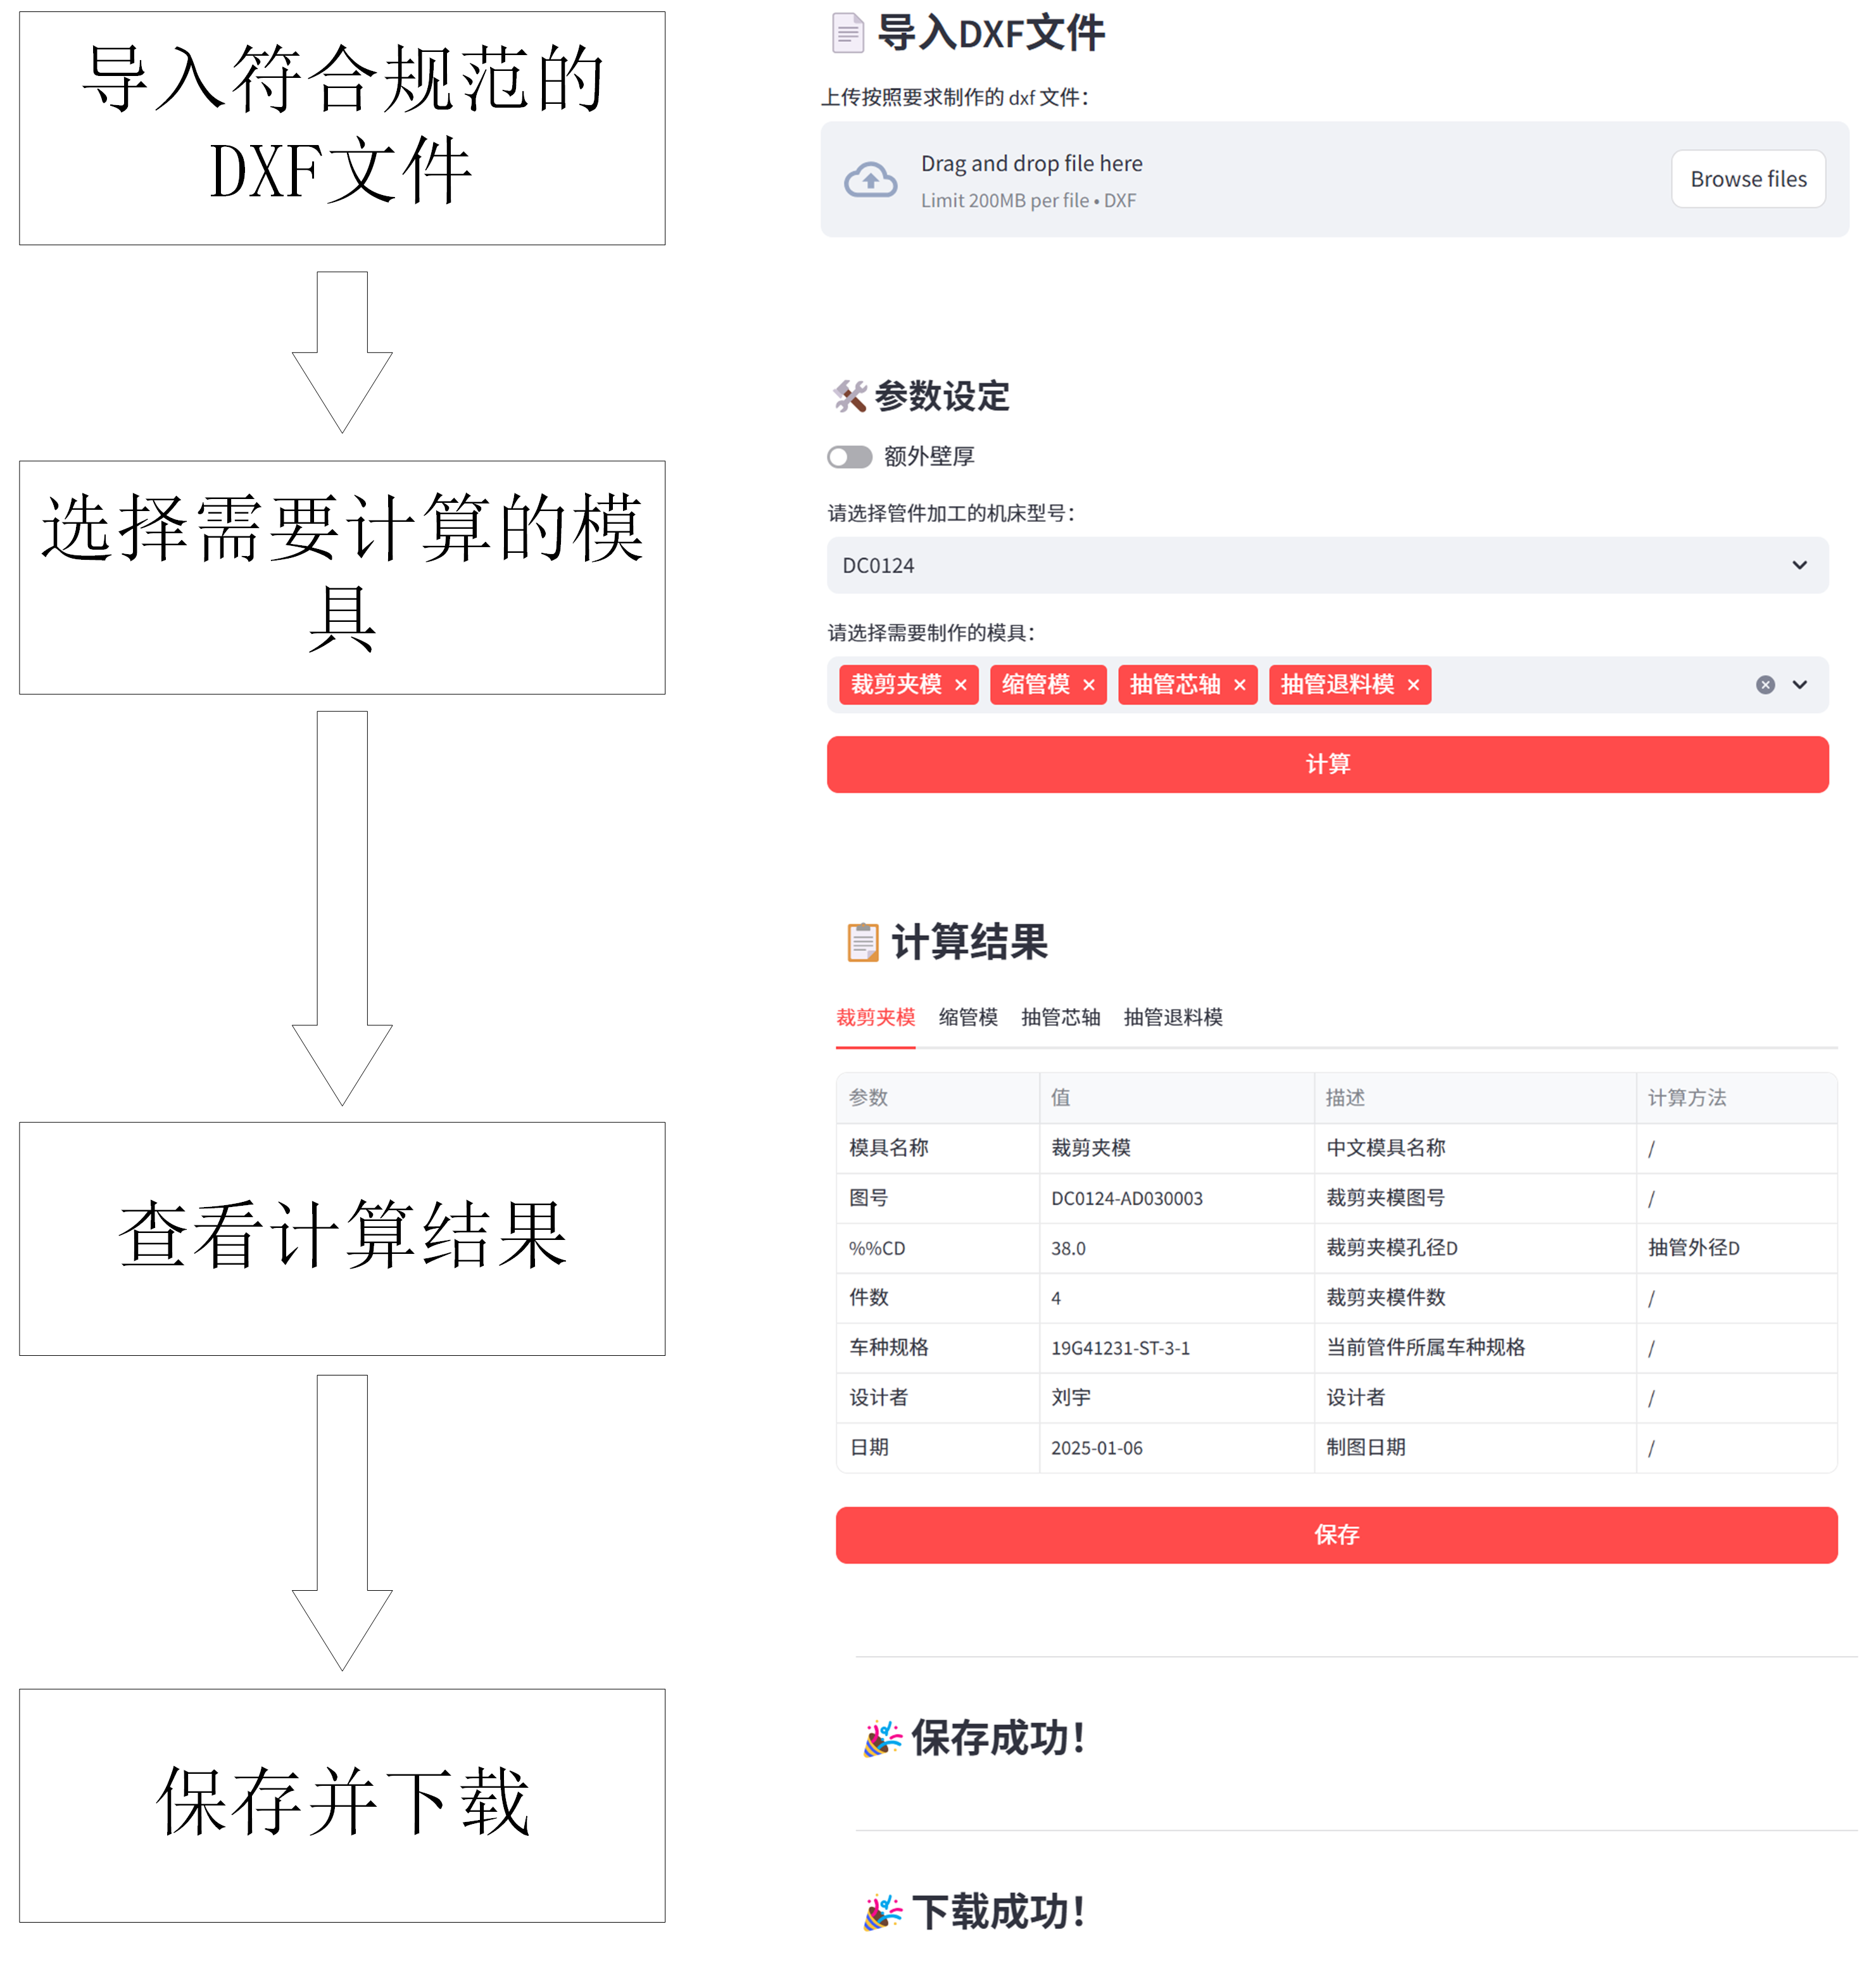 导入符合规范的
DXF文件
选择需要计算的模
具
查看计算结果
保存并下载
导入DXF文件
上传按照要求制作的 dxf 文件：
Drag and drop file here
Limit 200MB per file • DXF
Browse files
参数设定
额外壁厚
请选择管件加工的机床型号：
DC0124
请选择需要制作的模具：
裁剪夹模 × 缩管模 × 抽管芯轴 × 抽管退料模 ×
计算
计算结果
裁剪夹模 缩管模 抽管芯轴 抽管退料模
参数 值 描述 计算方法
模具名称 裁剪夹模 中文模具名称 /
图号 DC0124-AD030003 裁剪夹模图号 /
%%CD 38.0 裁剪夹模孔径D 抽管外径D
件数 4 裁剪夹模件数 /
车种规格 19G41231-ST-3-1 当前管件所属车种规格 /
设计者 刘宇 设计者 /
日期 2025-01-06 制图日期 /
保存
保存成功！
下载成功！